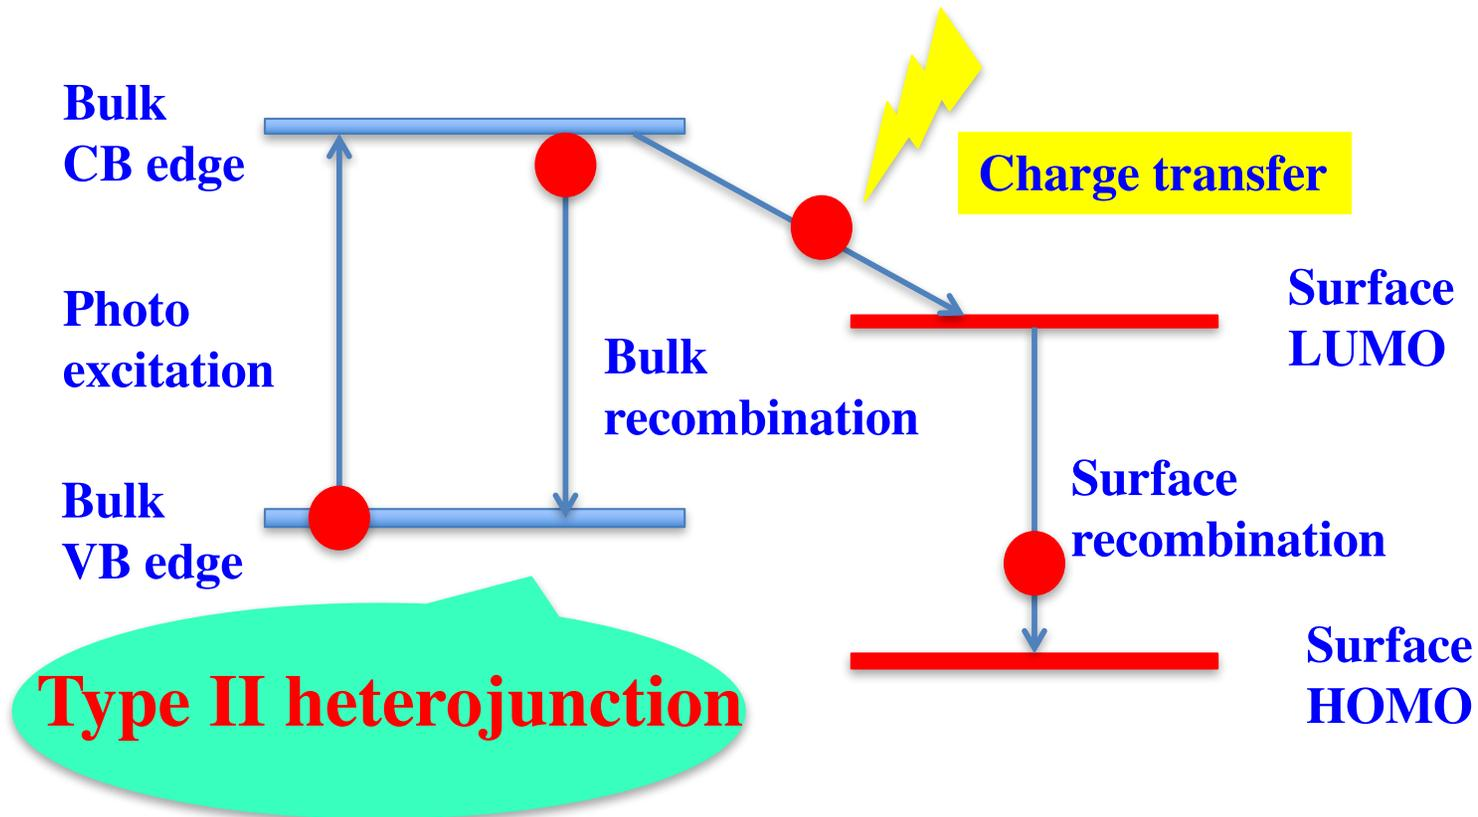 Bulk
CB edge
Charge transfer
Surface
LUMO
Photo
excitation
Bulk
recombination
Surface
recombination
Bulk
VB edge
Surface
HOMO
Type II heterojunction